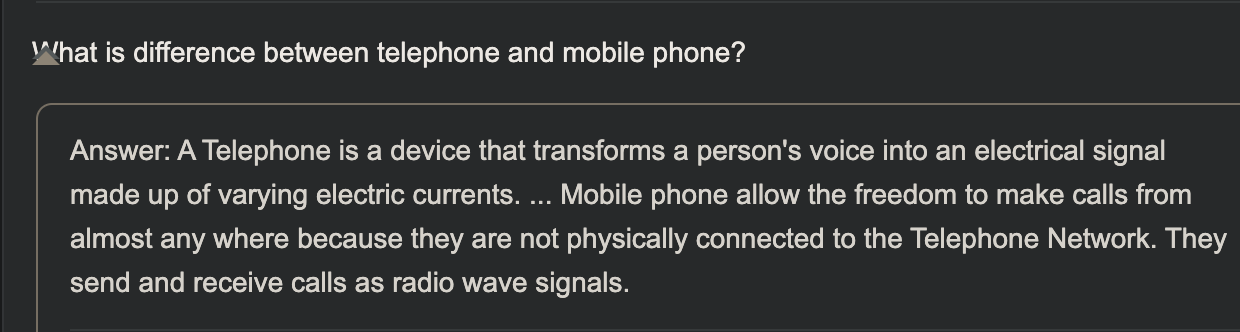 What is difference between telephone and mobile phone?
Answer: A Telephone is a device that transforms a person's voice into an electrical signal
made up of varying electric currents. ... Mobile phone allow the freedom to make calls from
almost any where because they are not physically connected to the Telephone Network. They
send and receive calls as radio wave signals.